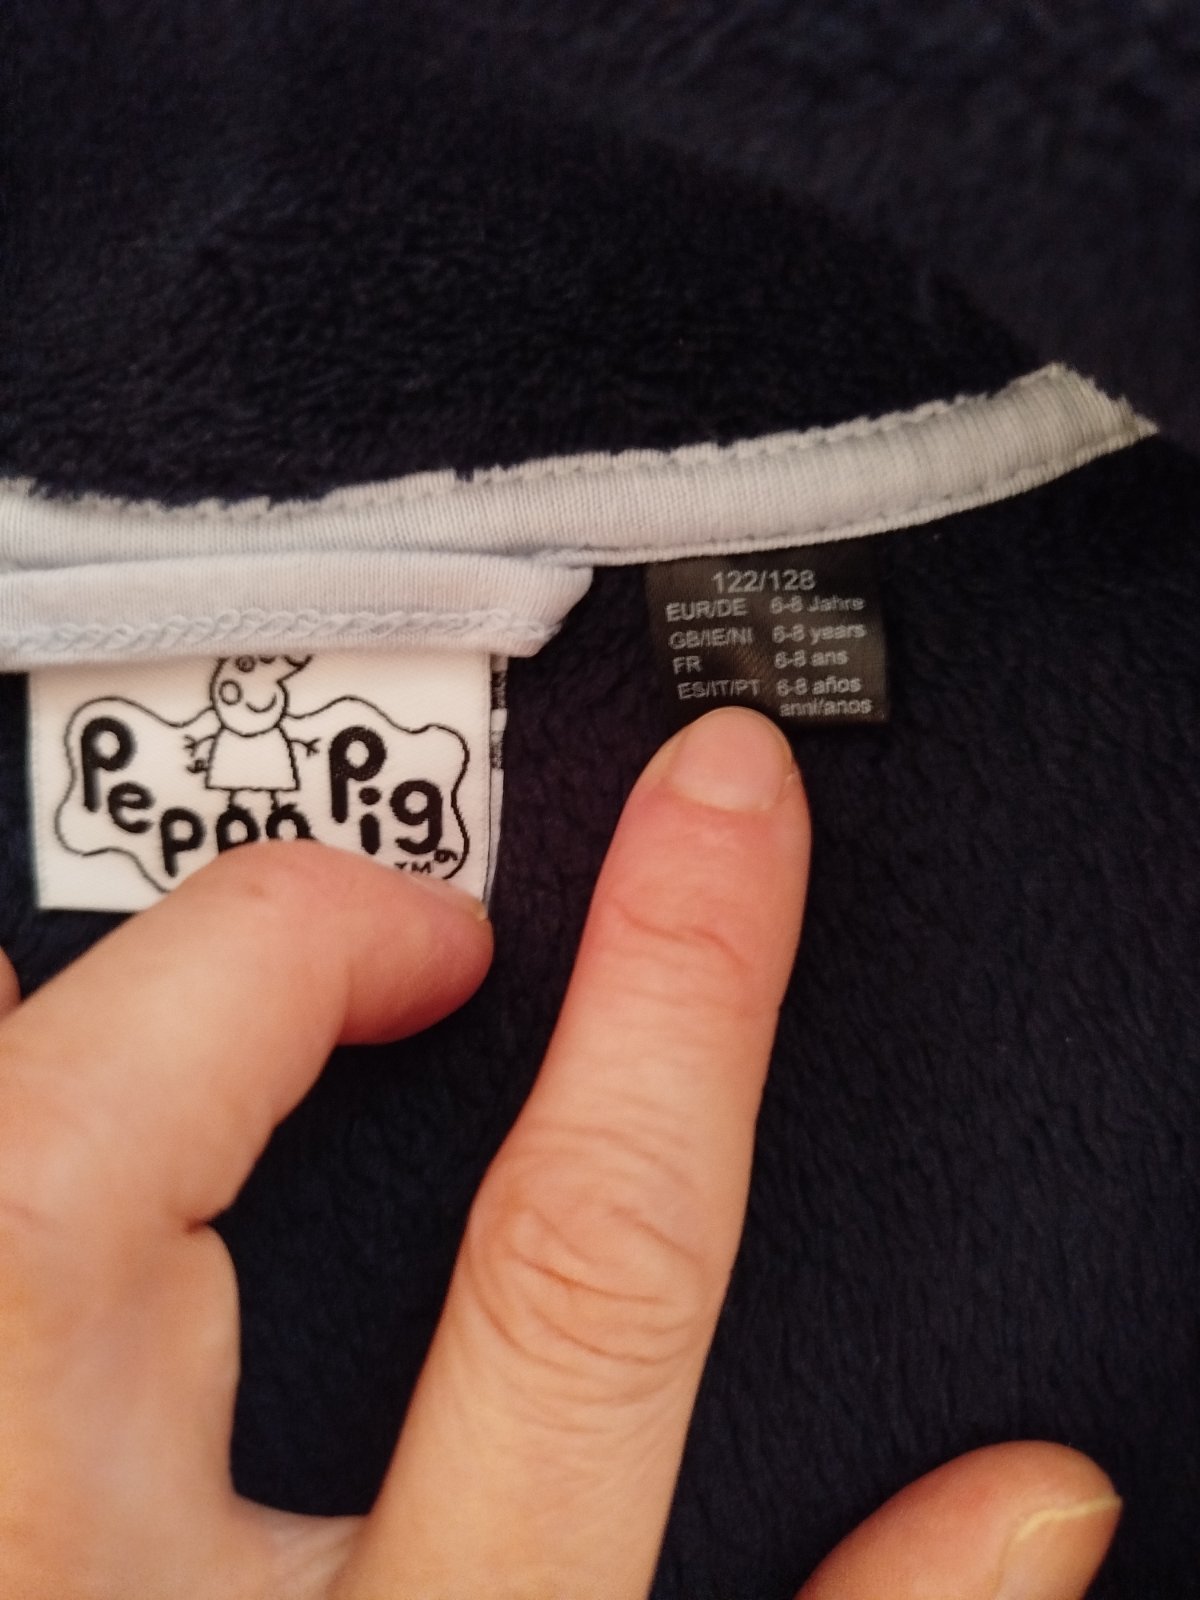 Peppa Pig
TM
122/128
EUR/DE 6-8 Jahre
GB/IE/NI 6-8 years
FR 6-8 ans
ES/IT/PT 6-8 años
anni/anos